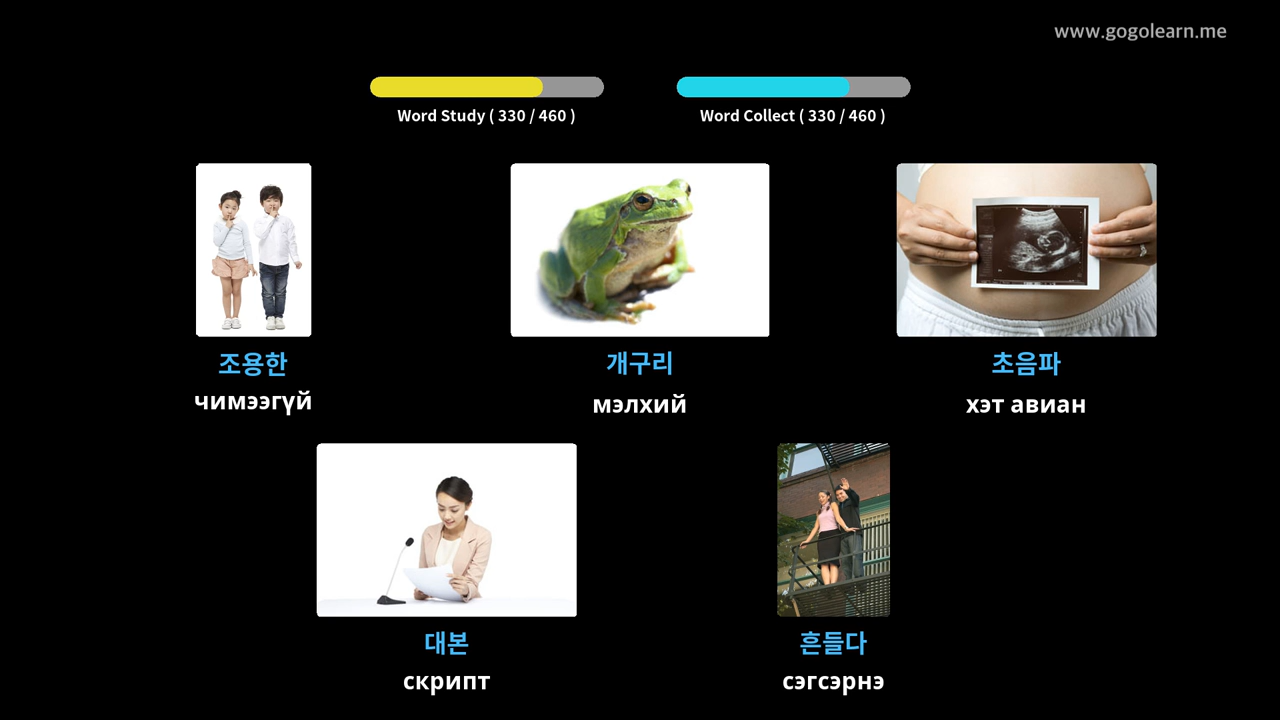 www.gogolearn.me
Word Study ( 330 / 460 )
Word Collect ( 330 / 460 )
조용한
чимээгүй
개구리
мэлхий
초음파
хэт авиан
대본
скрипт
흔들다
сэгсэрнэ